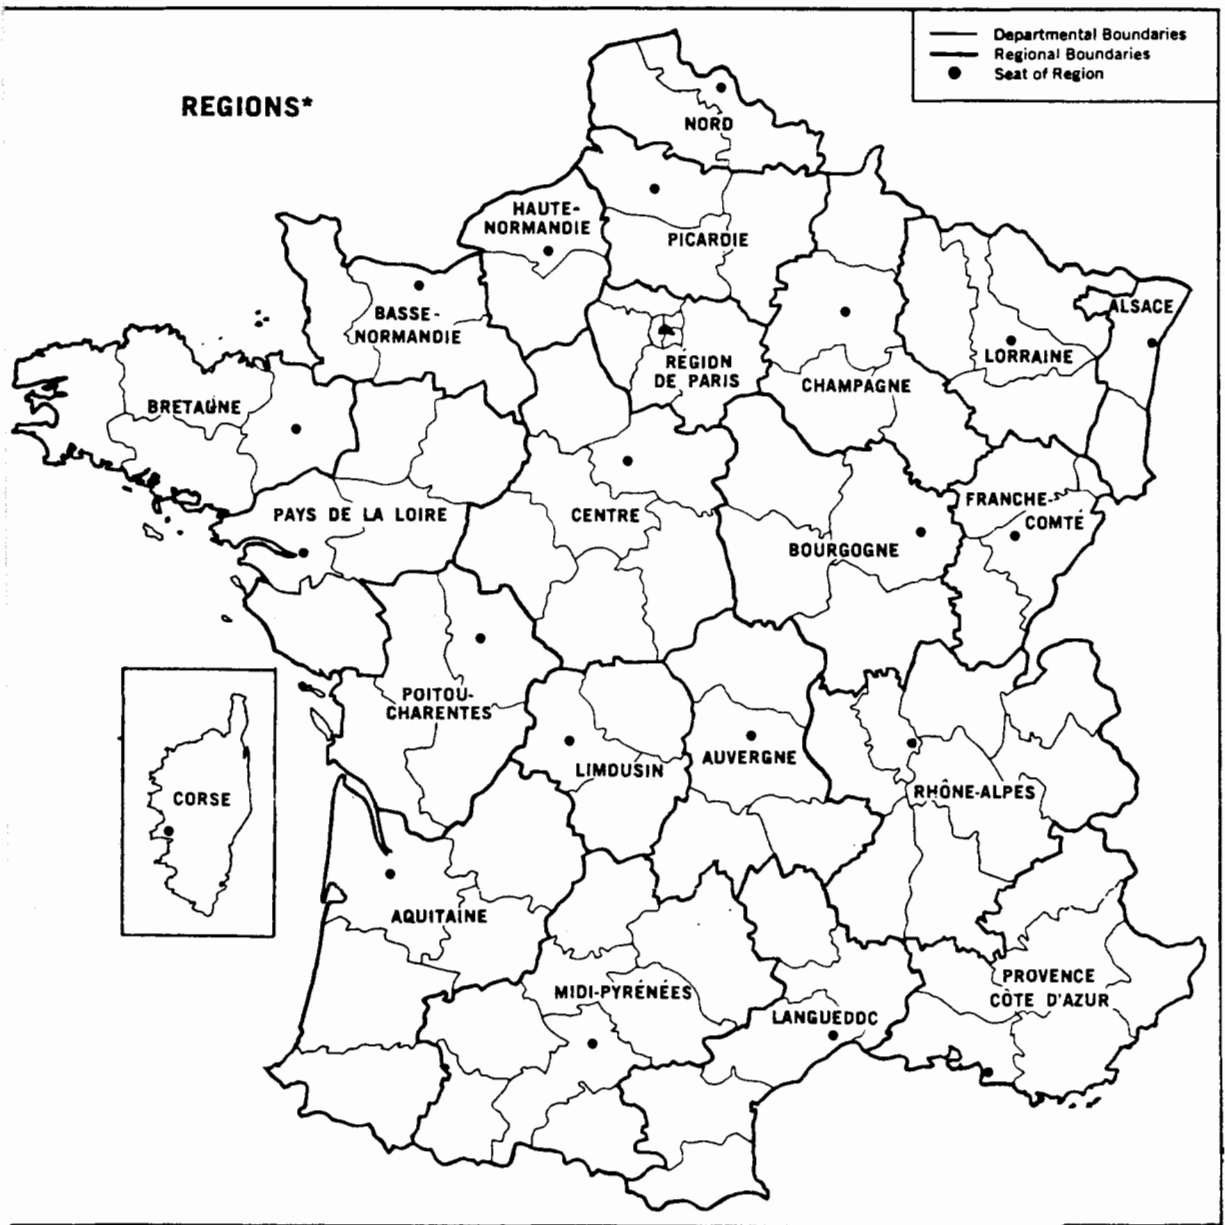 Departmental Boundaries
Regional Boundaries
Seat of Region
REGIONS*
NORD
HAUTE-
NORMANDIE
PICARDIE
BASSE-
NORMANDIE
ALSACE
LORRAINE
RÉGION
DE PARIS
CHAMPAGNE
BRETAGNE
PAYS DE LA LOIRE
CENTRE
FRANCHE-
COMTÉ
BOURGOGNE
POITOU-
CHARENTES
LIMOUSIN
AUVERGNE
RHÔNE-ALPES
CORSE
AQUITAINE
MIDI-PYRÉNÉES
PROVENCE
CÔTE D'AZUR
LANGUEDOC